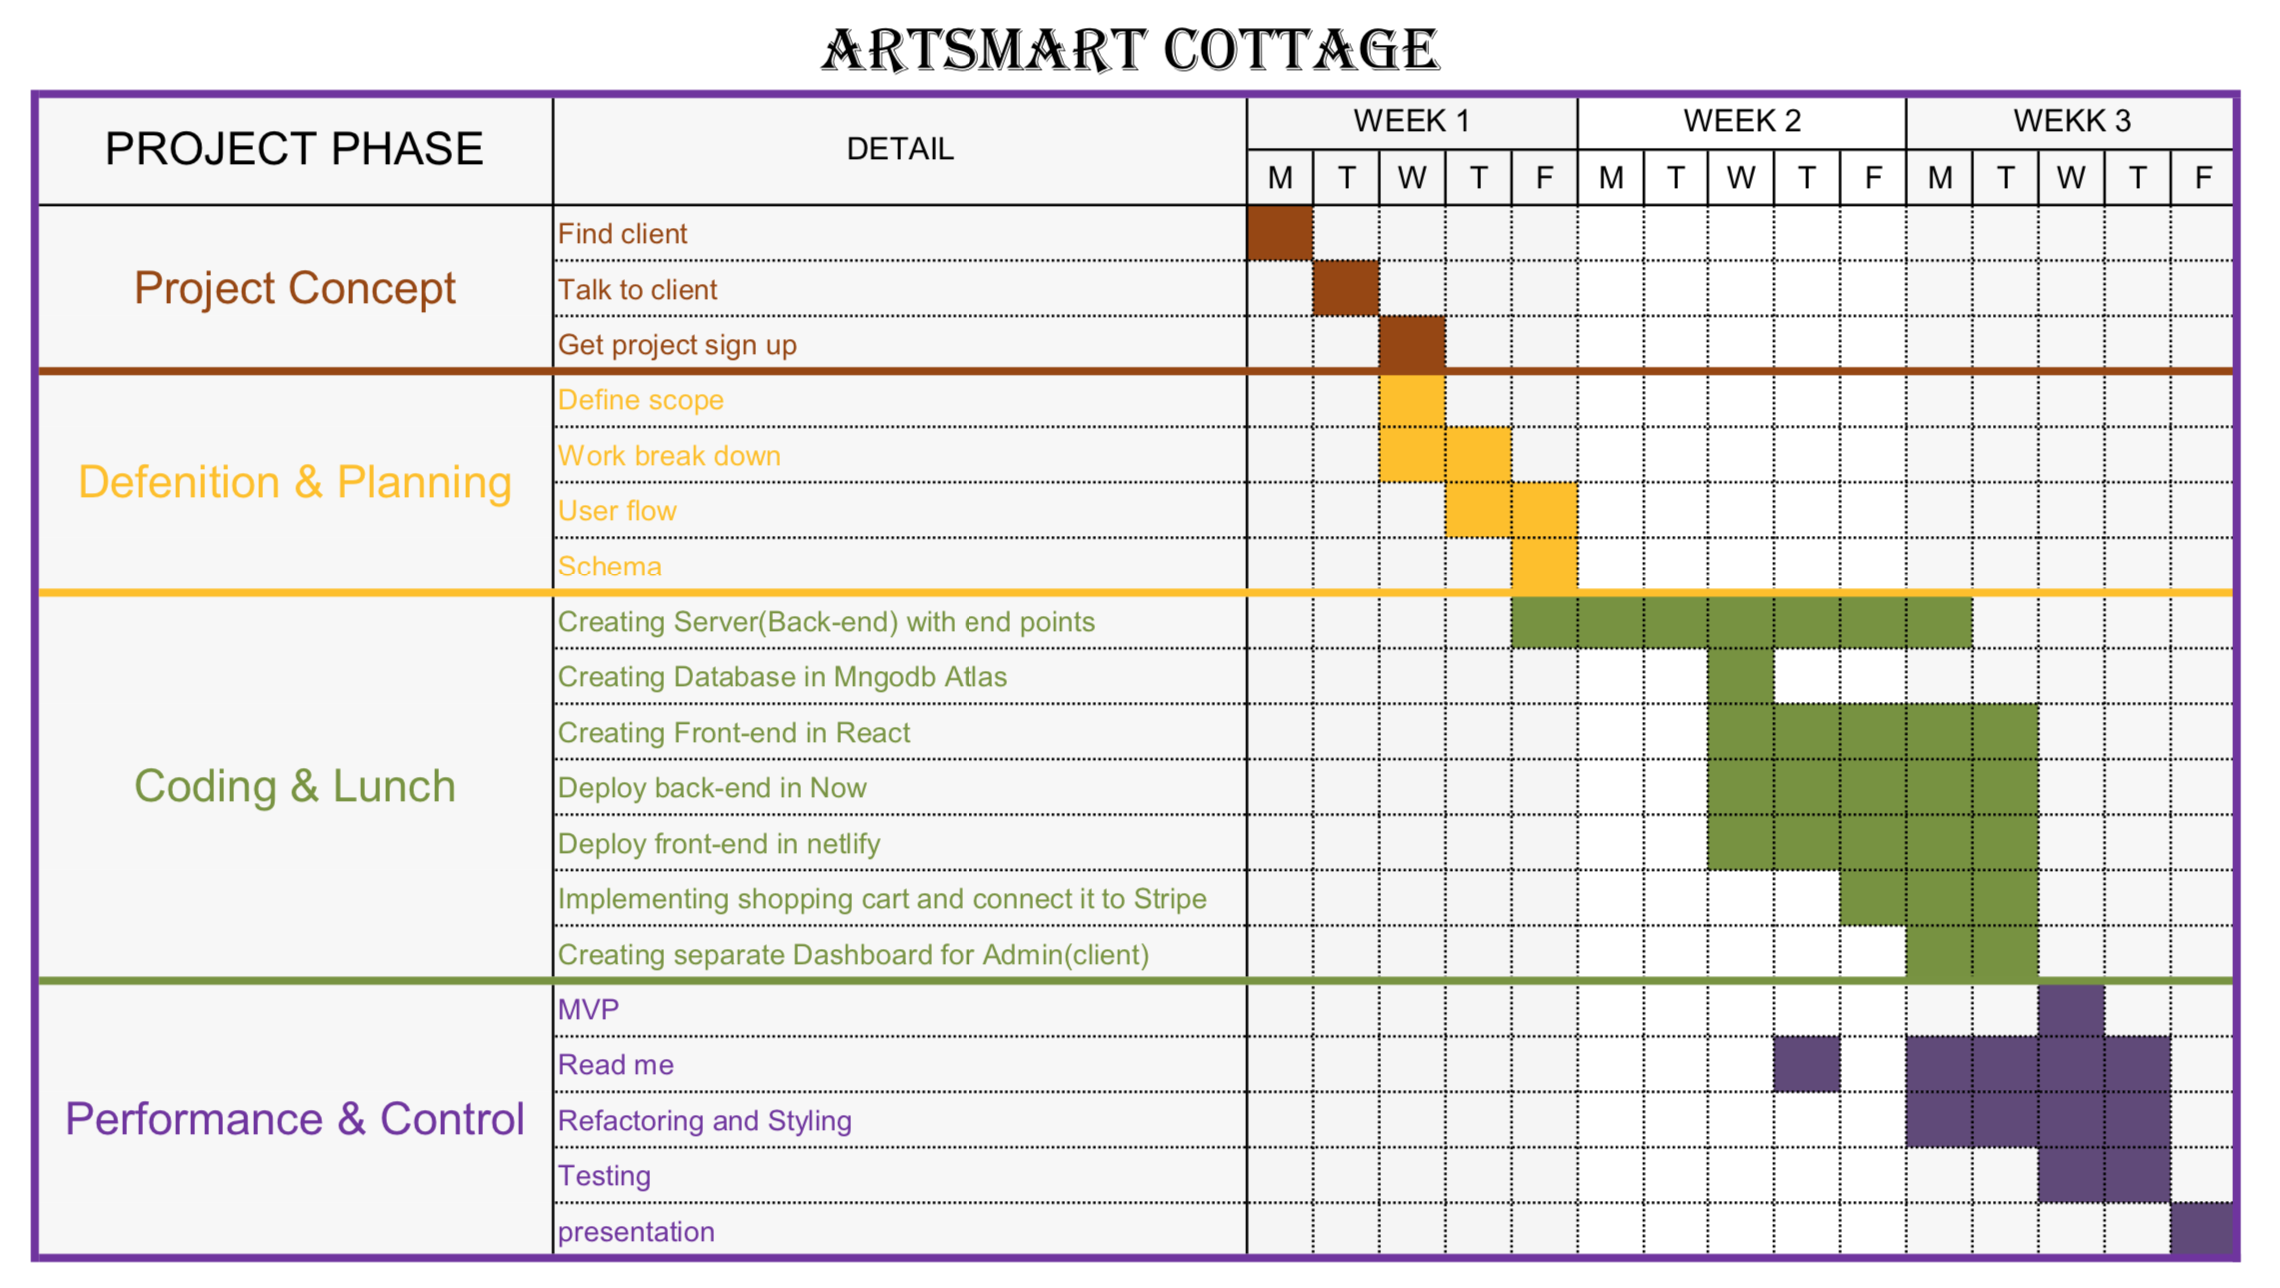 ARTSMART COTTAGE
PROJECT PHASE
DETAIL
WEEK 1
WEEK 2
WEKK 3
M T W T F M T W T F M T W T F
Project Concept
Find client
Talk to client
Get project sign up
Defenition & Planning
Define scope
Work break down
User flow
Schema
Coding & Lunch
Creating Server(Back-end) with end points
Creating Database in Mngodb Atlas
Creating Front-end in React
Deploy back-end in Now
Deploy front-end in netlify
Implementing shopping cart and connect it to Stripe
Creating separate Dashboard for Admin(client)
Performance & Control
MVP
Read me
Refactoring and Styling
Testing
presentation